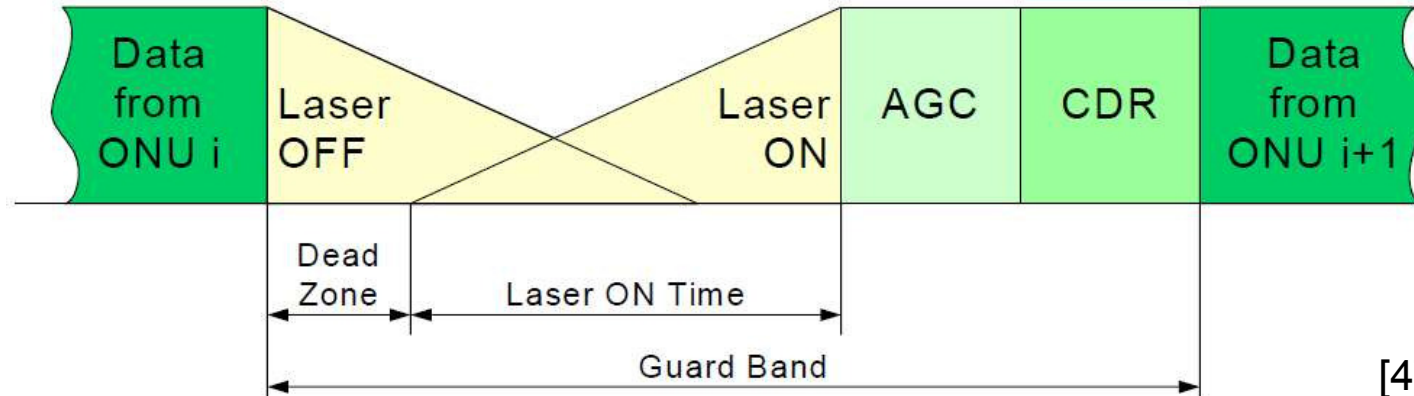 Data
from
ONU i
Laser
OFF
Laser
ON
AGC
CDR
Data
from
ONU i+1
Dead
Zone
Laser ON Time
Guard Band
[4